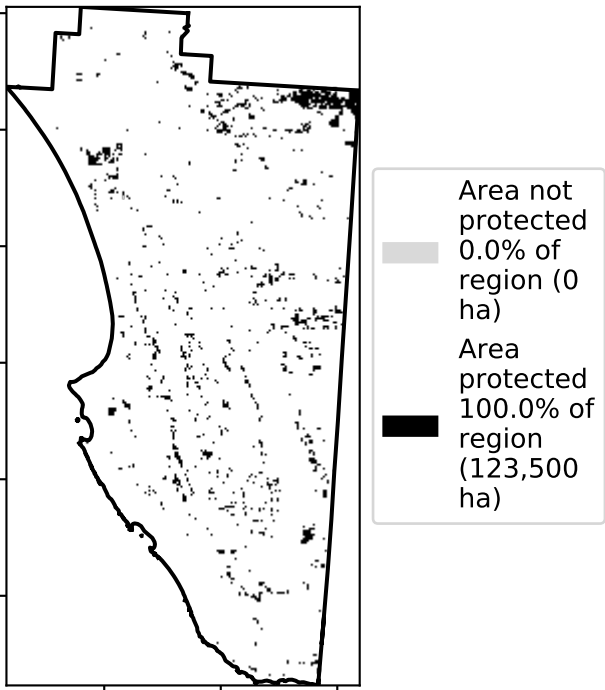 Area not
protected
0.0% of
region (0
ha)
Area
protected
100.0% of
region
(123,500
ha)